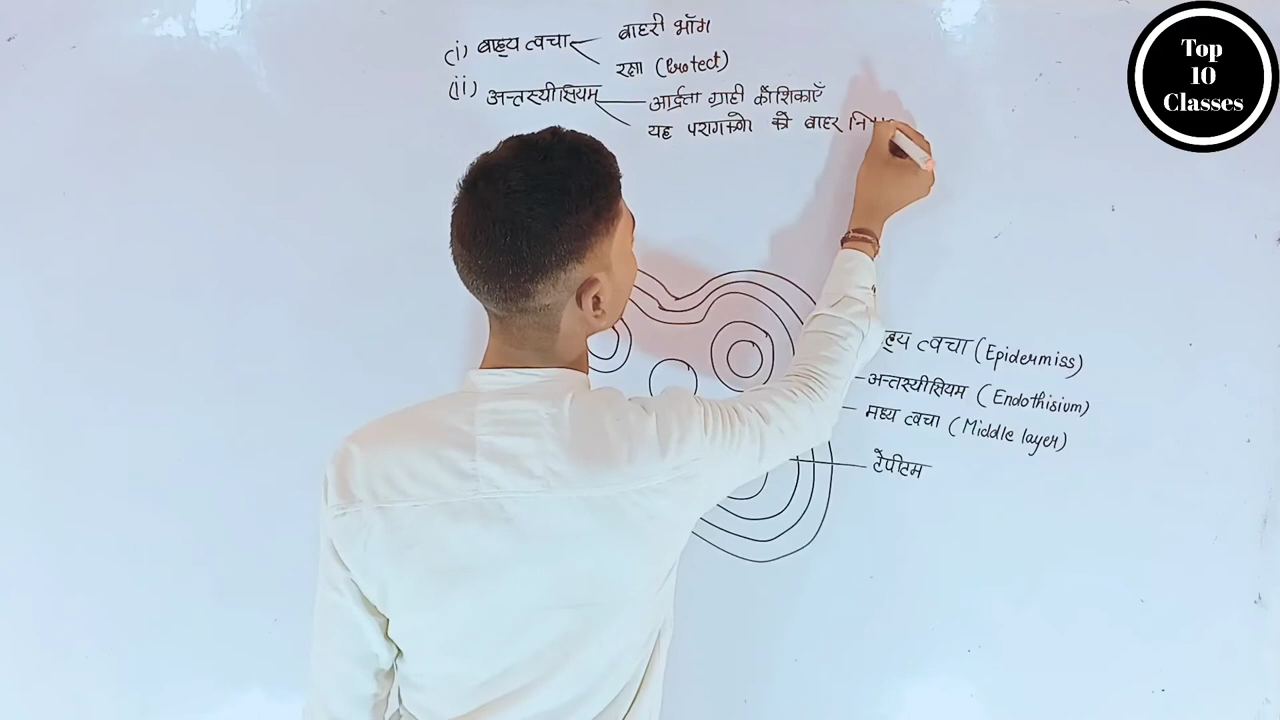 (i) बाह्य त्वचा
बाहरी भाग
रक्षा (Protect)
(ii) अन्तस्थीसियम
आर्द्रता ग्राही कोशिकाएँ
यह परागकणो को बाहर
ह्य त्वचा (Epidermiss)
अन्तस्थीसियम (Endothisium)
मध्य त्वचा (Middle layer)
टेपीटम
Top
10
Classes